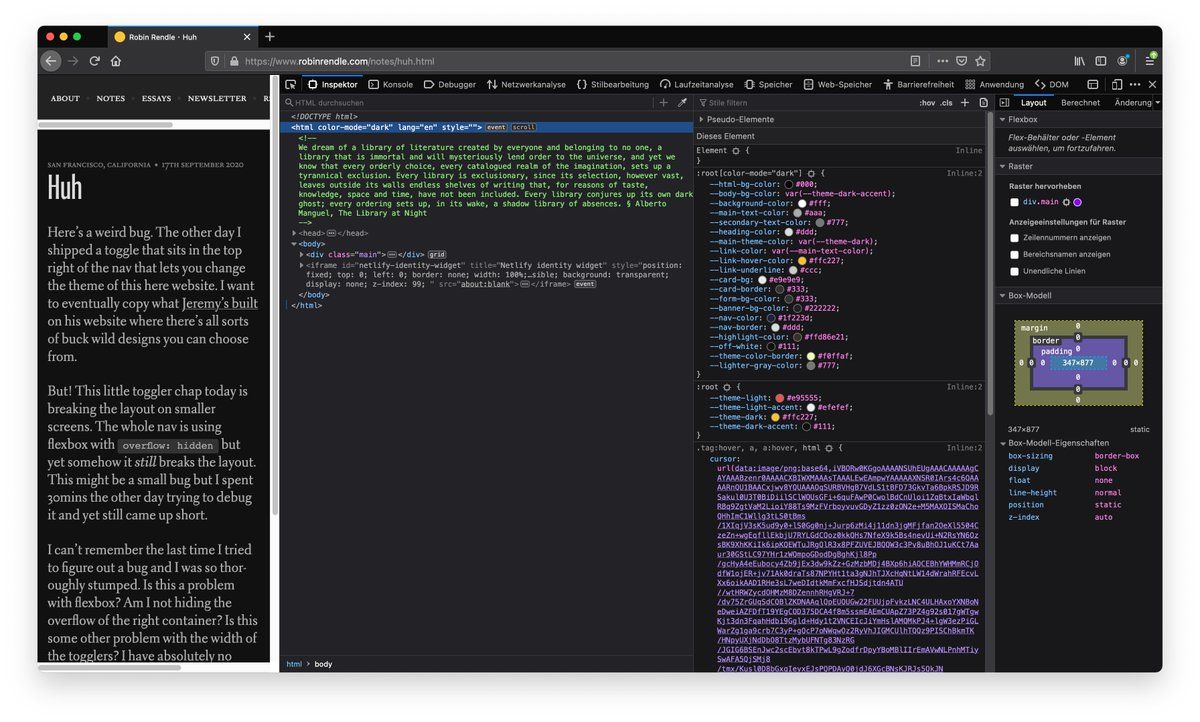 Robin Rendle · Huh
https://www.robinrendle.com/notes/huh.html
ABOUT NOTES ESSAYS NEWSLETTER
SAN FRANCISCO, CALIFORNIA • 17TH SEPTEMBER 2020
Huh
Here's a weird bug. The other day I
shipped a toggle that sits in the top
right of the nav that lets you change
the theme of this here website. I want
to eventually copy what Jeremy's built
on his website where there's all sorts
of buck wild designs you can choose
from.
But! This little toggler chap today is
breaking the layout on smaller
screens. The whole nav is using
flexbox with overflow: hidden but
yet somehow it still breaks the layout.
This might be a small bug but I spent
30mins the other day trying to debug
it and yet still came up short.
I can't remember the last time I tried
to figure out a bug and I was so thor-
oughly stumped. Is this a problem
with flexbox? Am I not hiding the
overflow of the right container? Is this
some other problem with the width of
the togglers? I have absolutely no
Inspektor Konsole Debugger Netzwerkanalyse Stilbearbeitung Laufzeitanalyse Speicher Web-Speicher Barrierefreiheit Anwendung DOM
HTML durchsuchen
<!DOCTYPE html>
<html color-mode="dark" lang="en" style=""> event scroll
<!--
We dream of a library of literature created by everyone and belonging to no one, a
library that is immortal and will mysteriously lend order to the universe, and yet we
know that every orderly choice, every catalogued realm of the imagination, sets up a
tyrannical exclusion. Every library is exclusionary, since its selection, however vast,
leaves outside its walls endless shelves of writing that, for reasons of taste,
knowledge, space and time, have not been included. Every library conjures up its own dark
ghost; every ordering sets up, in its wake, a shadow library of absences. § Alberto
Manguel, The Library at Night
-->
<head></head>
<body>
<div class="main"></div> grid
<iframe id="netlify-identity-widget" title="Netlify identity widget" style="position:
fixed; top: 0; left: 0; border: none; width: 100%;…sible; background: transparent;
display: none; z-index: 99; " src="about:blank"></iframe> event
</body>
</html>
html > body
Stile filtern :hov .cls
Pseudo-Elemente
Dieses Element
Element { Inline
}
:root[color-mode="dark"] { Inline:2
--html-bg-color: #000;
--body-bg-color: var(--theme-dark-accent);
--background-color: #fff;
--main-text-color: #aaa;
--secondary-text-color: #777;
--heading-color: #ddd;
--main-theme-color: var(--theme-dark);
--link-color: var(--main-text-color);
--link-hover-color: #ffc227;
--link-underline: #ccc;
--card-bg: #e9e9e9;
--card-border: #333;
--form-bg-color: #333;
--banner-bg-color: #222222;
--nav-color: #1f223d;
--nav-border: #ddd;
--highlight-color: #ffd86e21;
--off-white: #111;
--theme-color-border: #f0ffaf;
--lighter-gray-color: #777;
}
:root { Inline:2
--theme-light: #e95555;
--theme-light-accent: #efefef;
--theme-dark: #ffc227;
--theme-dark-accent: #111;
}
.tag:hover, a, a:hover, html { Inline:2
cursor:
Layout Berechnet Änderung
Flexbox
Flex-Behälter oder -Element
auswählen, um fortzufahren.
Raster
Raster hervorheben
div.main
Anzeigeeinstellungen für Raster
Zeilennummern anzeigen
Bereichsnamen anzeigen
Unendliche Linien
Box-Modell
margin 0
border 0
padding 0
0 0 0 347×877 0 0 0
0
0
0
347×877 static
Box-Modell-Eigenschaften
box-sizing border-box
display block
float none
line-height normal
position static
z-index auto